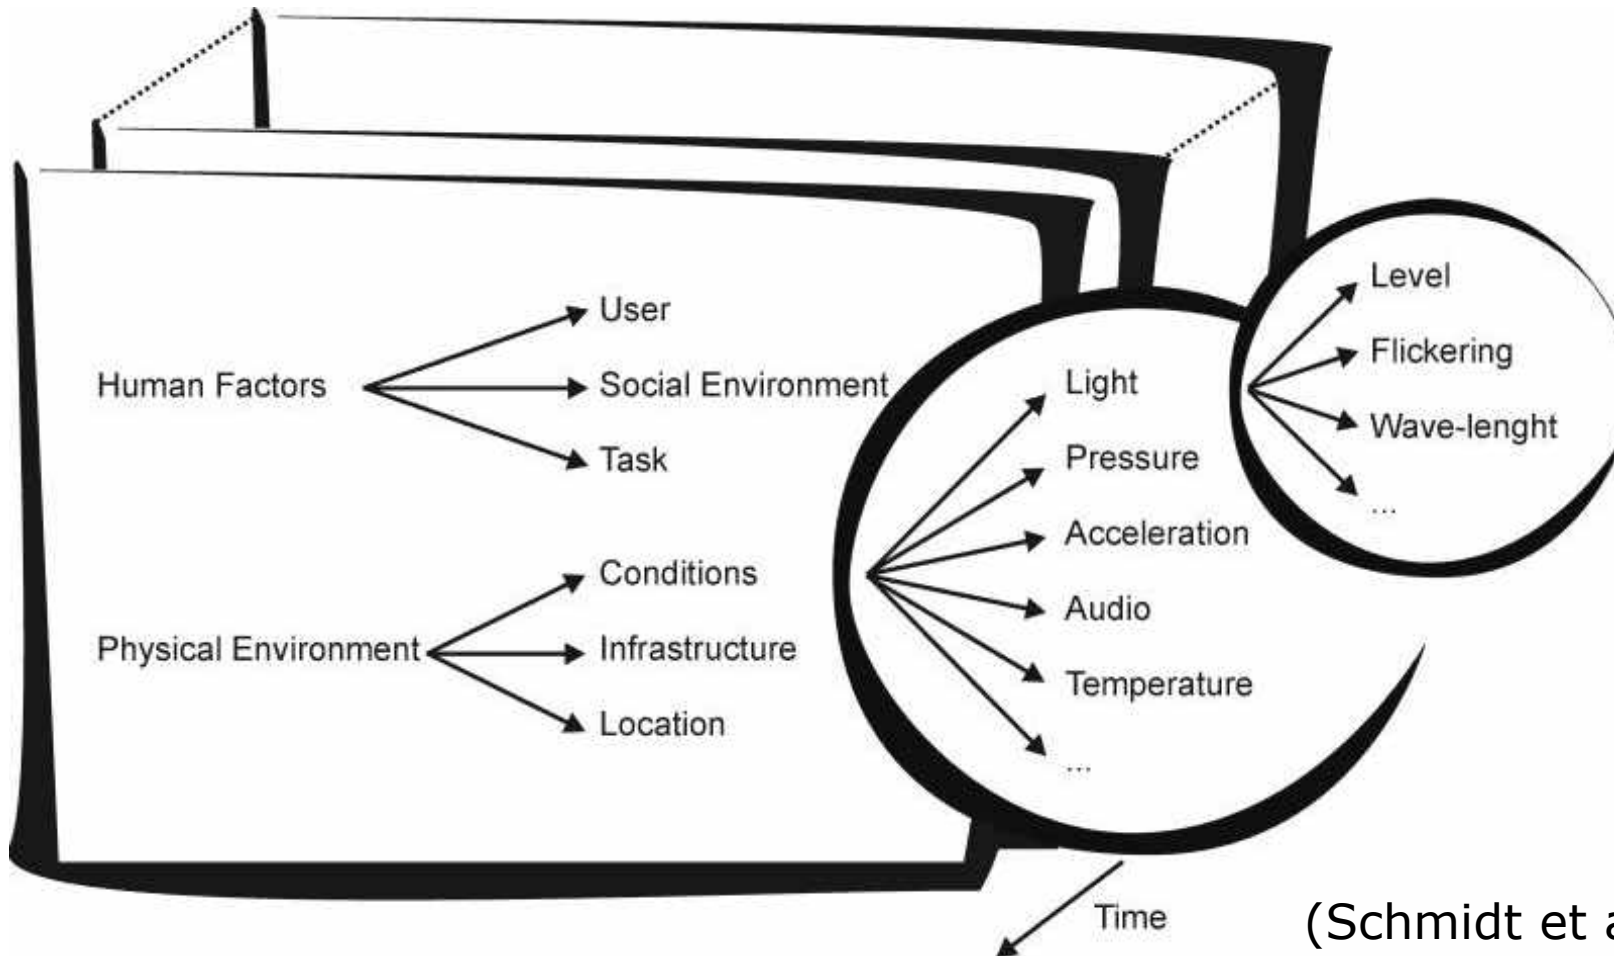 Human Factors
User
Social Environment
Task
Physical Environment
Conditions
Infrastructure
Location
Light
Pressure
Acceleration
Audio
Temperature
...
Level
Flickering
Wave-lenght
...
Time
(Schmidt et